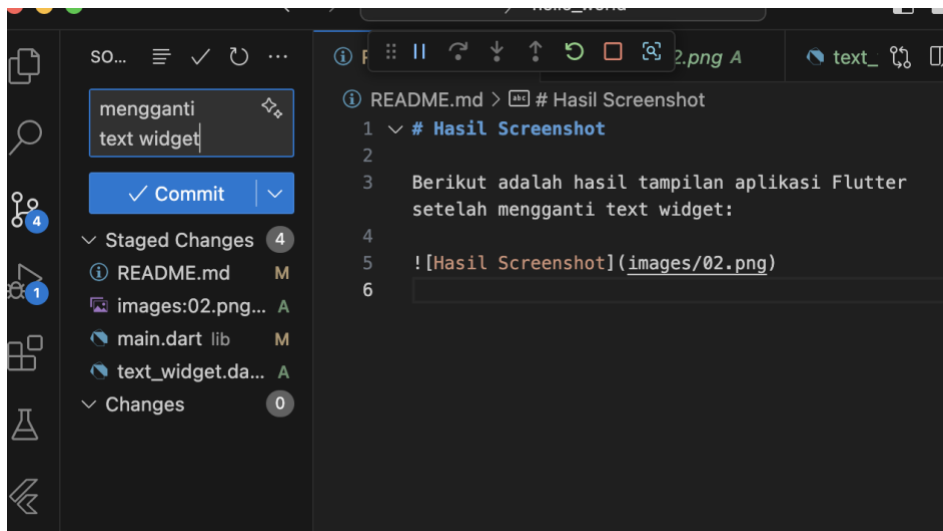 SO...
2.png A
text_
mengganti
text widget
README.md > # Hasil Screenshot
Commit
4
Staged Changes 4
README.md M
images:02.png... A
main.dart lib M
text_widget.da... A
Changes 0
1
1 # Hasil Screenshot
2
3 Berikut adalah hasil tampilan aplikasi Flutter
setelah mengganti text widget:
4
5 ![Hasil Screenshot](images/02.png)
6